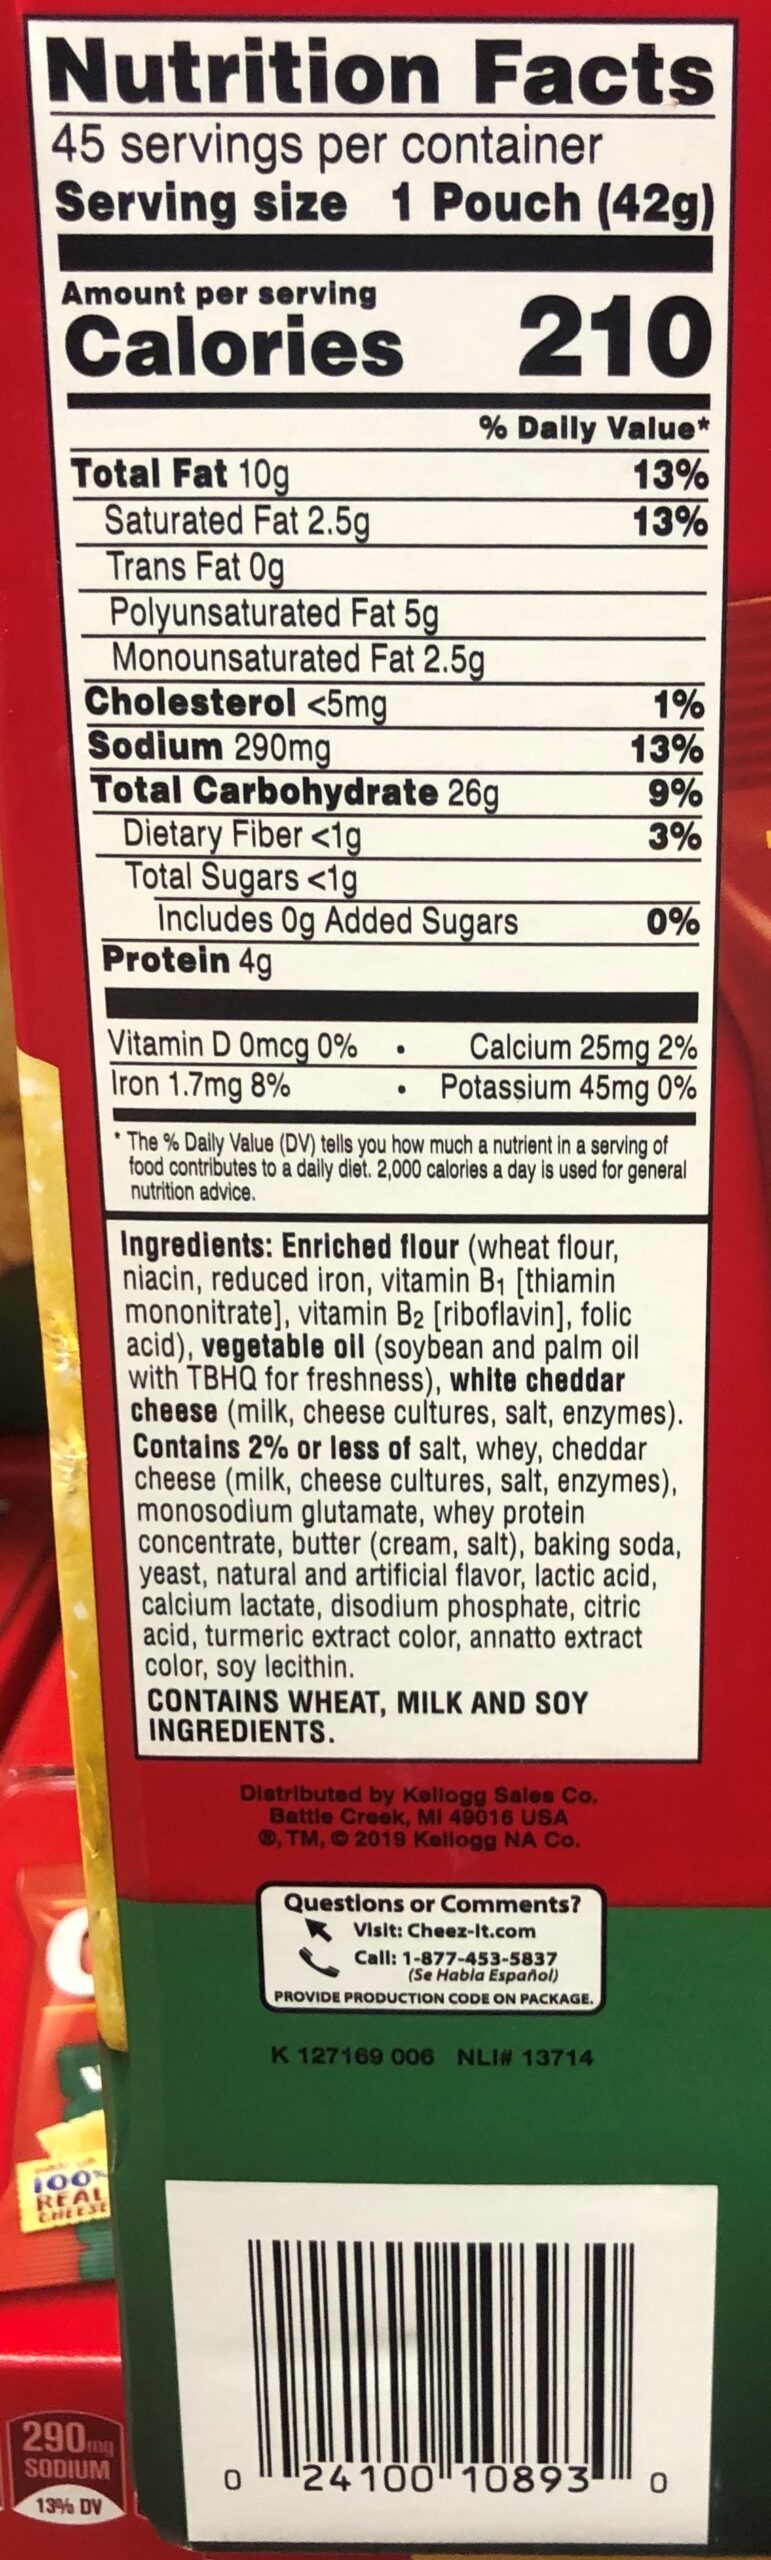 Nutrition Facts
45 servings per container
Serving size 1 Pouch (42g)
Amount per serving
Calories 210
% Daily Value*
Total Fat 10g 13%
Saturated Fat 2.5g 13%
Trans Fat 0g
Polyunsaturated Fat 5g
Monounsaturated Fat 2.5g
Cholesterol <5mg 1%
Sodium 290mg 13%
Total Carbohydrate 26g 9%
Dietary Fiber <1g 3%
Total Sugars <1g
Includes 0g Added Sugars 0%
Protein 4g
Vitamin D 0mcg 0% • Calcium 25mg 2%
Iron 1.7mg 8% • Potassium 45mg 0%
* The % Daily Value (DV) tells you how much a nutrient in a serving of
food contributes to a daily diet. 2,000 calories a day is used for general
nutrition advice.
Ingredients: Enriched flour (wheat flour,
niacin, reduced iron, vitamin B1 [thiamin
mononitrate], vitamin B2 [riboflavin], folic
acid), vegetable oil (soybean and palm oil
with TBHQ for freshness), white cheddar
cheese (milk, cheese cultures, salt, enzymes).
Contains 2% or less of salt, whey, cheddar
cheese (milk, cheese cultures, salt, enzymes),
monosodium glutamate, whey protein
concentrate, butter (cream, salt), baking soda,
yeast, natural and artificial flavor, lactic acid,
calcium lactate, disodium phosphate, citric
acid, turmeric extract color, annatto extract
color, soy lecithin.
CONTAINS WHEAT, MILK AND SOY
INGREDIENTS.
Distributed by Kellogg Sales Co.
Battle Creek, MI 49016 USA
®, TM, © 2019 Kellogg NA Co.
Questions or Comments?
Visit: Cheez-It.com
Call: 1-877-453-5837
(Se Habla Español)
PROVIDE PRODUCTION CODE ON PACKAGE.
K 127169 006 NLI# 13714
100%
REAL
CHEESE
290mg
SODIUM
13% DV
0 24100 10893 0